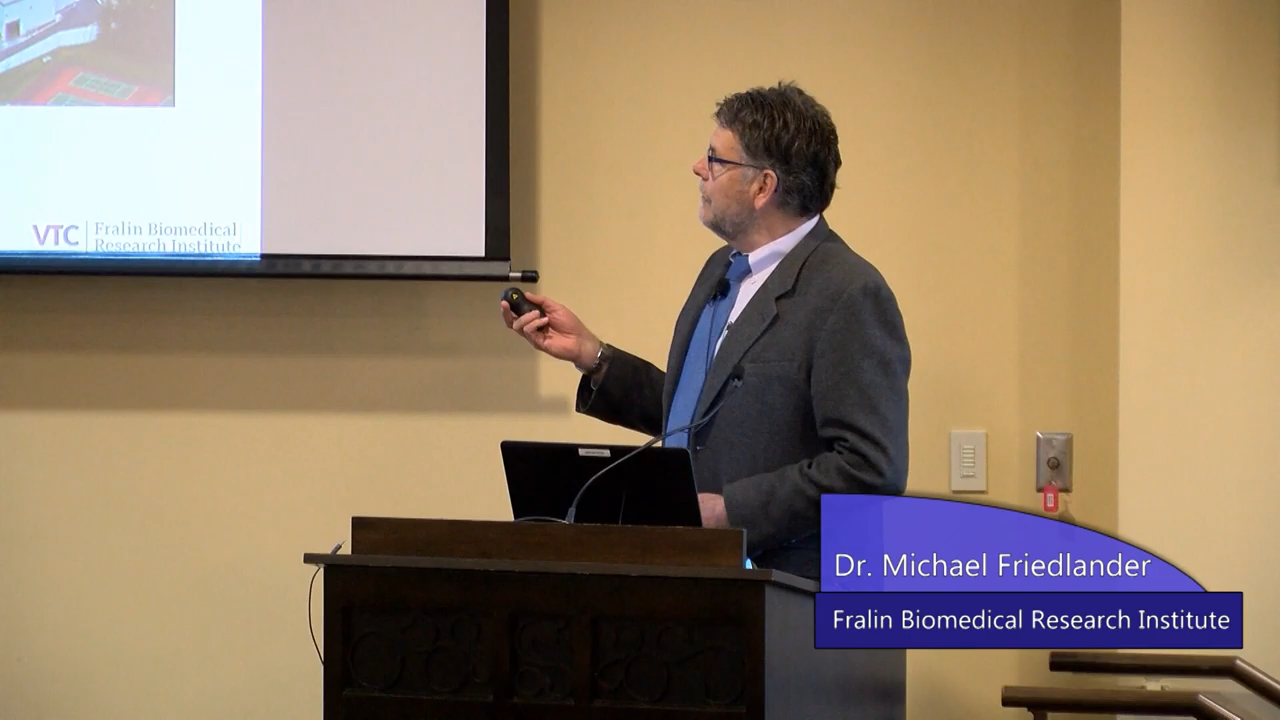 VTC
Fralin Biomedical
Research Institute
Dr. Michael Friedlander
Fralin Biomedical Research Institute